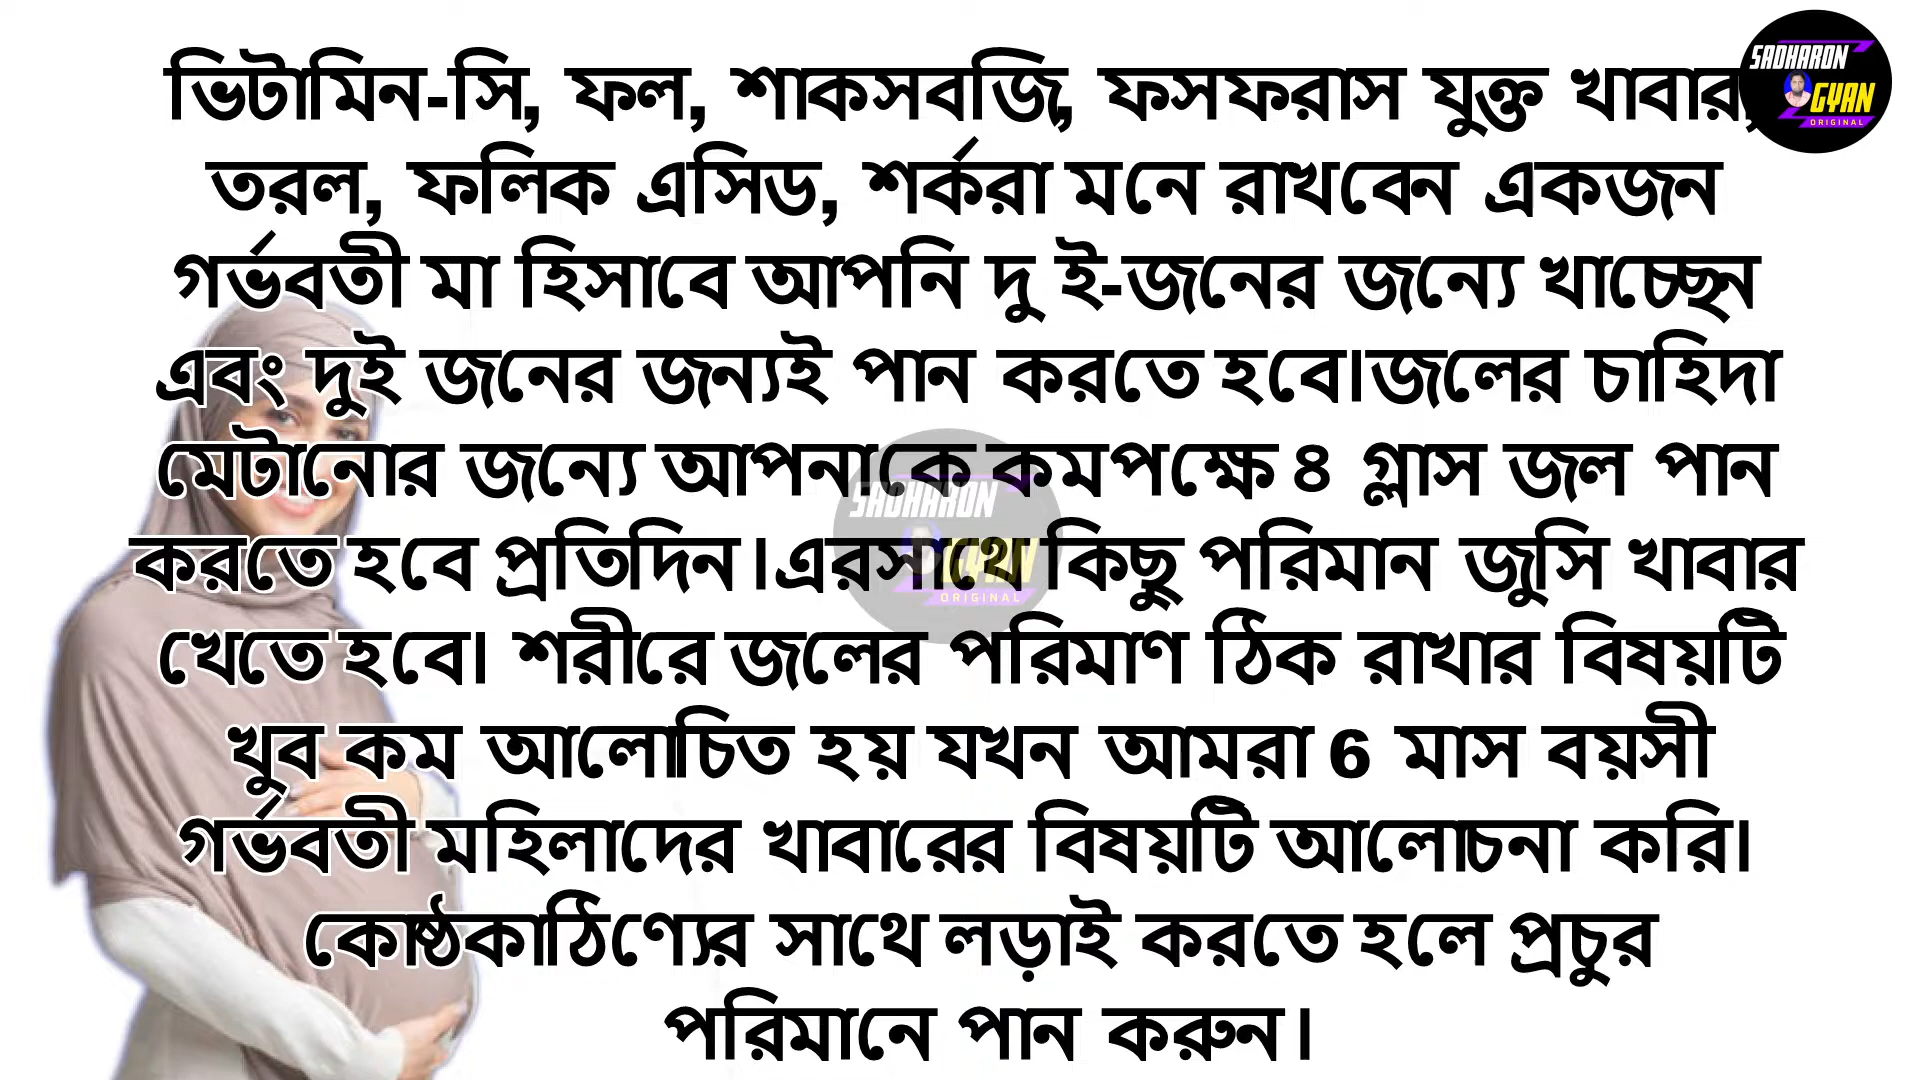 ভিটামিন-সি, ফল, শাকসবজি, ফসফরাস যুক্ত খাবার,
তরল, ফলিক এসিড, শর্করা মনে রাখবেন একজন
গর্ভবতী মা হিসাবে আপনি দু ই-জনের জন্যে খাচ্ছেন
এবং দুই জনের জন্যই পান করতে হবে।জলের চাহিদা
মেটানোর জন্যে আপনাকে কমপক্ষে ৪ গ্লাস জল পান
করতে হবে প্রতিদিন।এরসাথে কিছু পরিমান জুসি খাবার
খেতে হবে। শরীরে জলের পরিমাণ ঠিক রাখার বিষয়টি
খুব কম আলোচিত হয় যখন আমরা 6 মাস বয়সী
গর্ভবতী মহিলাদের খাবারের বিষয়টি আলোচনা করি।
কোষ্ঠকাঠিণ্যের সাথে লড়াই করতে হলে প্রচুর
পরিমানে পান করুন।
SADHARON
GYAN
ORIGINAL
SADHARON
GYAN
ORIGINAL